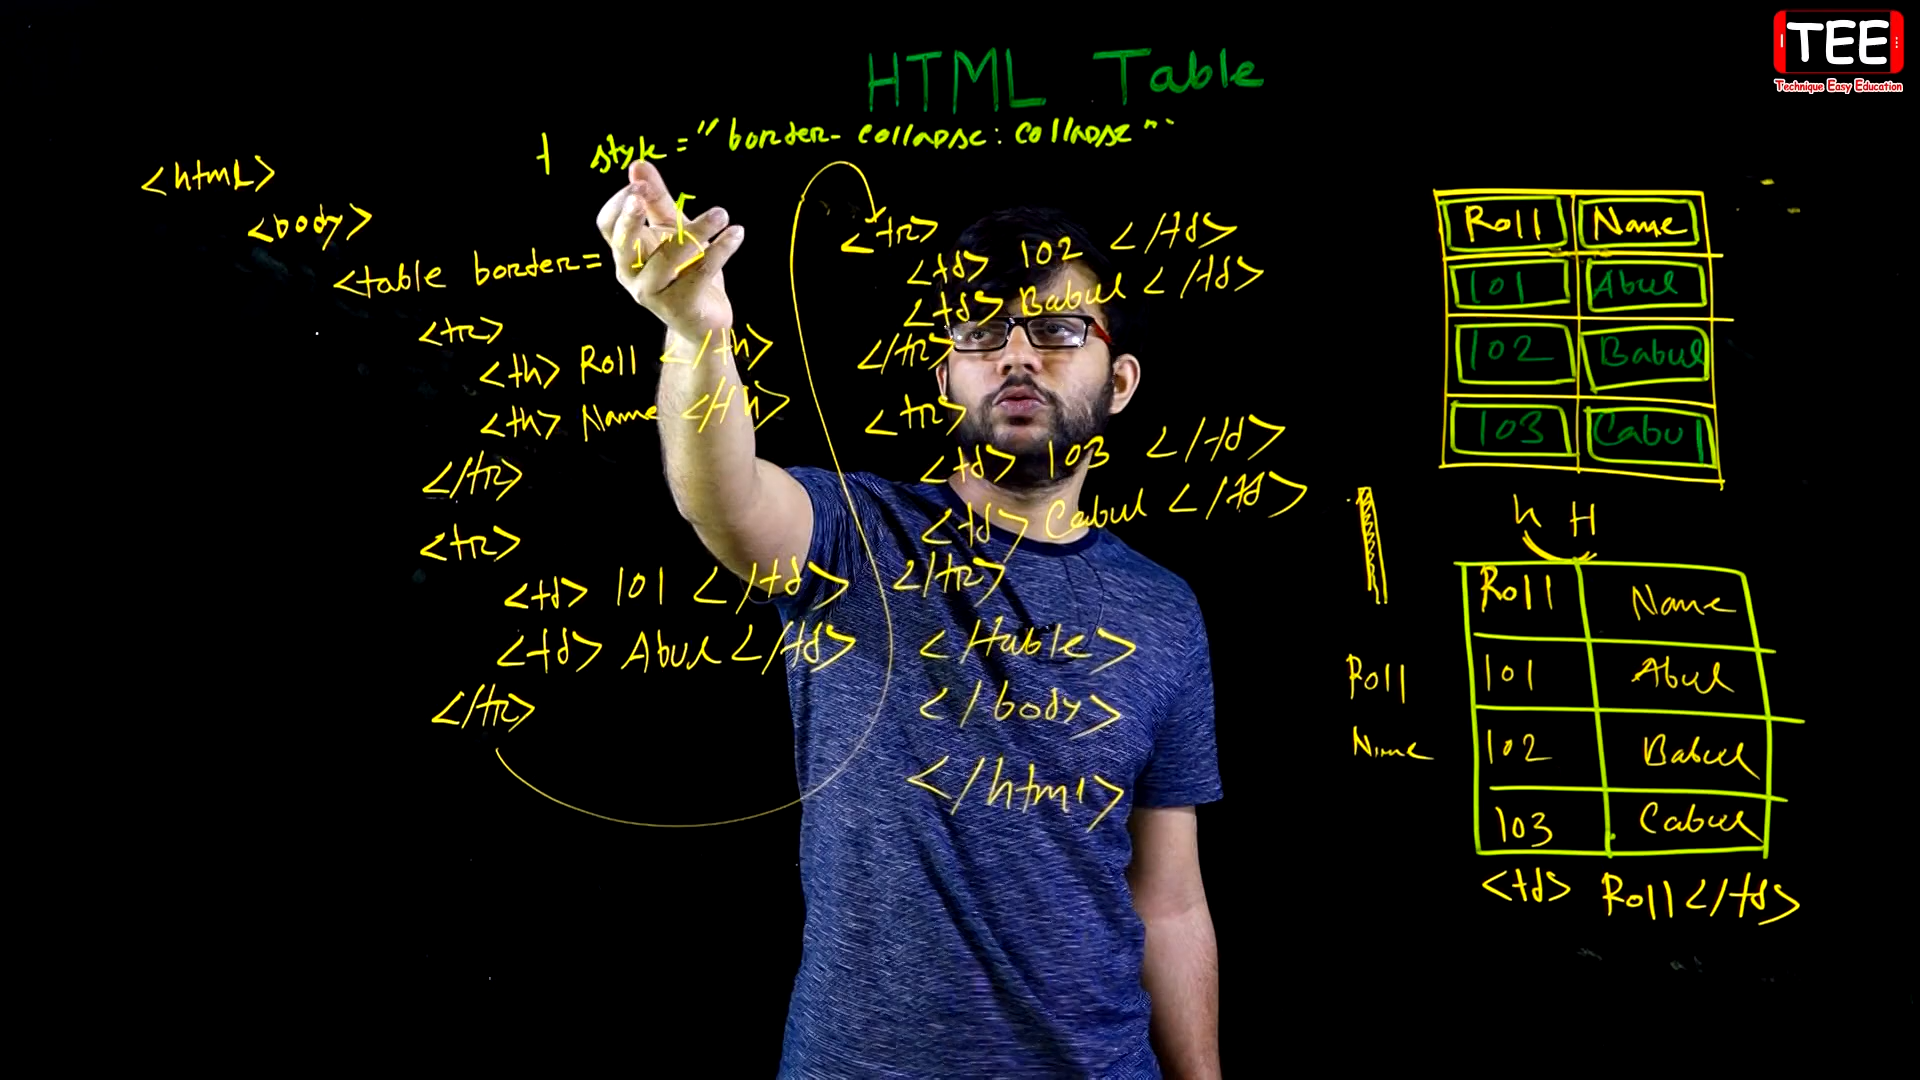 TEE
Technique Easy Education
HTML Table
style="border-collapse: collapse"
<html>
<body>
<table border="1">
<tr>
<th> Roll </th>
<th> Name </th>
</tr>
<tr>
<td> 101 </td>
<td> Abul </td>
</tr>
<tr>
<td> 102 </td>
<td> Babul </td>
</tr>
<tr>
<td> 103 </td>
<td> Cabul </td>
</tr>
</table>
</body>
</html>
Roll Name
101 Abul
102 Babul
103 Cabul
h H
Roll Name
101 Abul
102 Babul
103 Cabul
Roll
Name
<td> Roll </td>